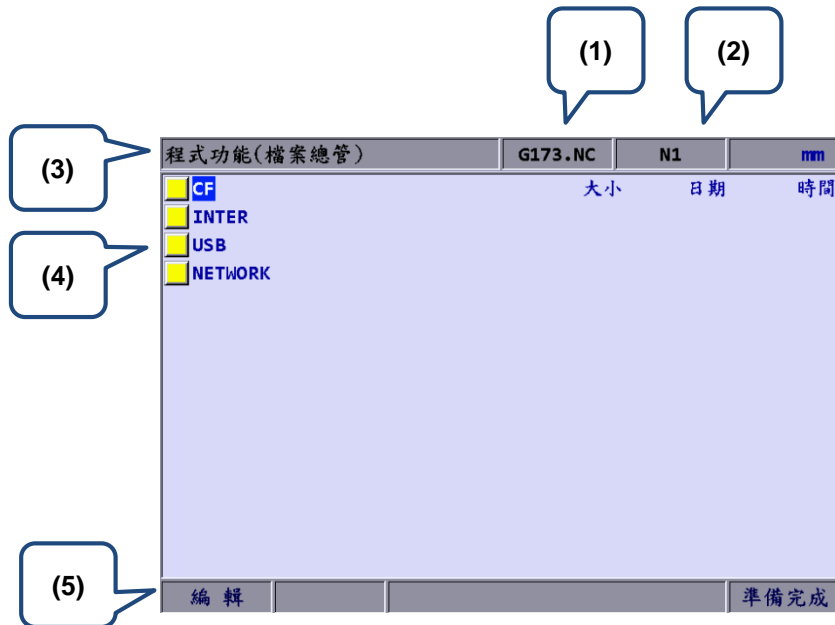 (1) (2)
(3)
程式功能(檔案總管) G173.NC N1 mm
CF 大小 日期 時間
INTER
USB
(4)
NETWORK
(5)
編輯 準備完成